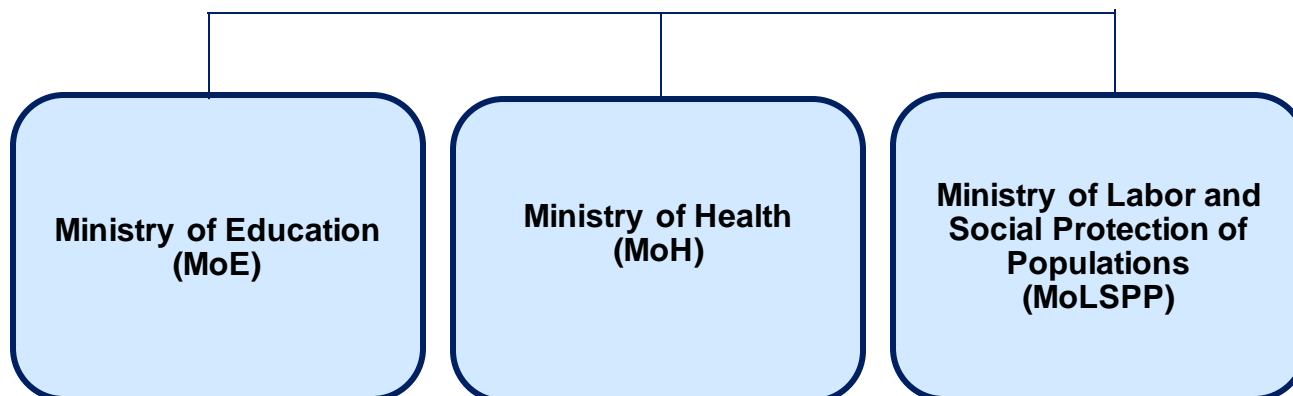 Ministry of Education
(MoE)
Ministry of Health
(MoH)
Ministry of Labor and
Social Protection of
Populations
(MoLSPP)